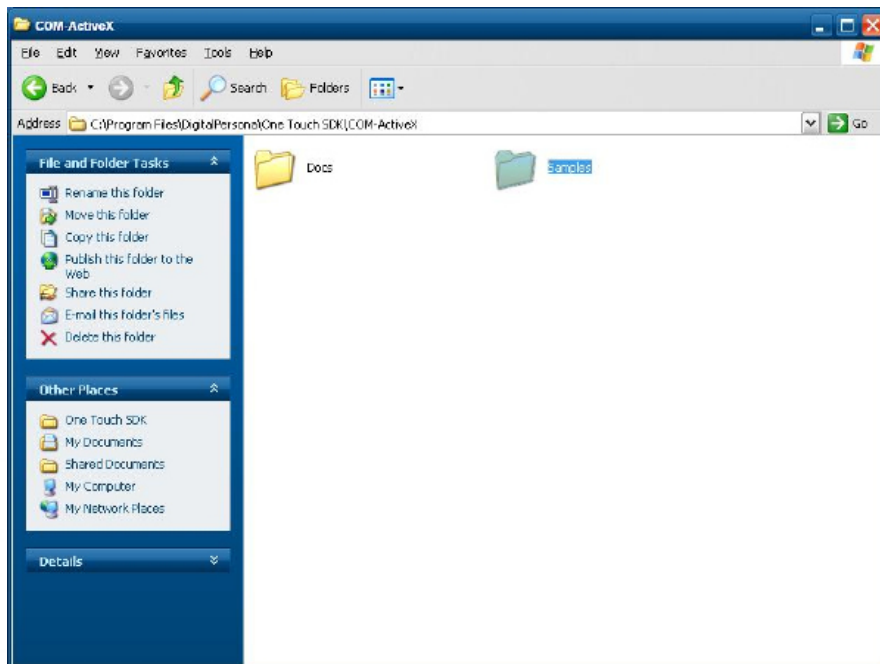 COM-ActiveX
File Edit View Favorites Tools Help
Back Search Folders
Address C:\Program Files\DigitalPersona\One Touch SDK\COM-ActiveX Go
File and Folder Tasks
Rename this folder
Move this folder
Copy this folder
Publish this folder to the
Web
Share this folder
E-mail this folder's files
Delete this folder
Other Places
One Touch SDK
My Documents
Shared Documents
My Computer
My Network Places
Details
Docs
Samples